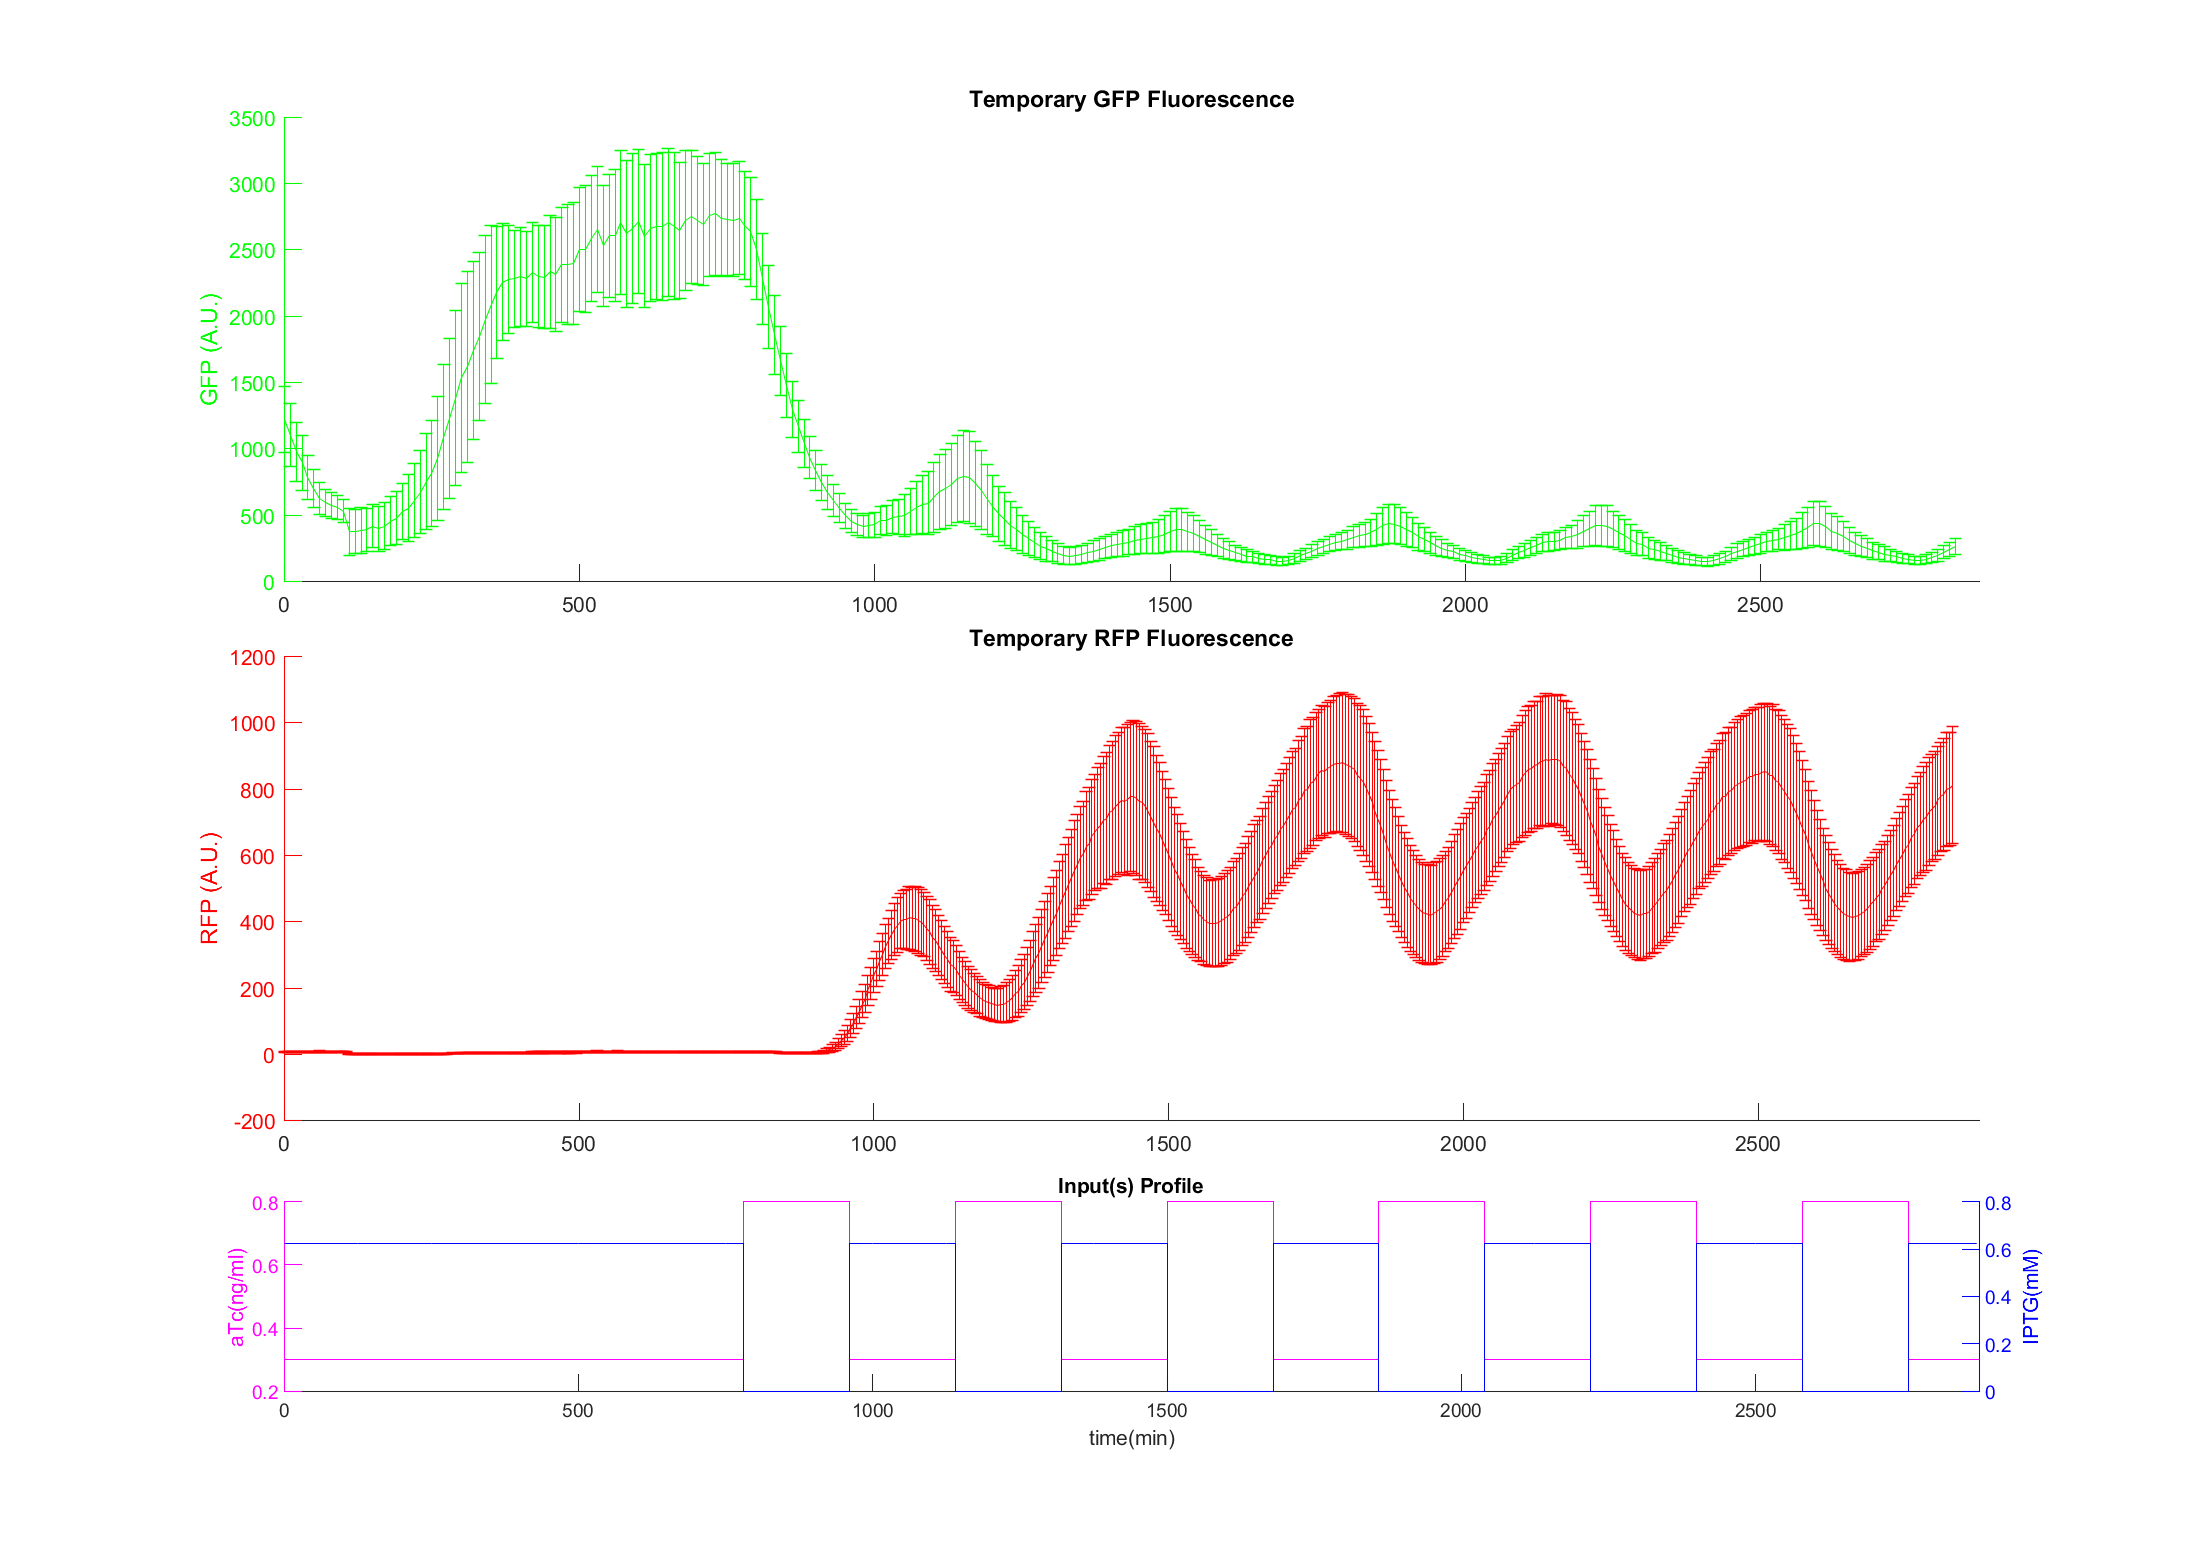 Temporary GFP Fluorescence
3500
3000
2500
2000
1500
1000
500
0
GFP (A.U.)
0 500 1000 1500 2000 2500
Temporary RFP Fluorescence
1200
1000
800
600
400
200
0
-200
RFP (A.U.)
0 500 1000 1500 2000 2500
Input(s) Profile
0.8
0.6
0.4
0.2
aTc(ng/ml)
0.8
0.6
0.4
0.2
0
IPTG(mM)
0 500 1000 1500 2000 2500
time(min)